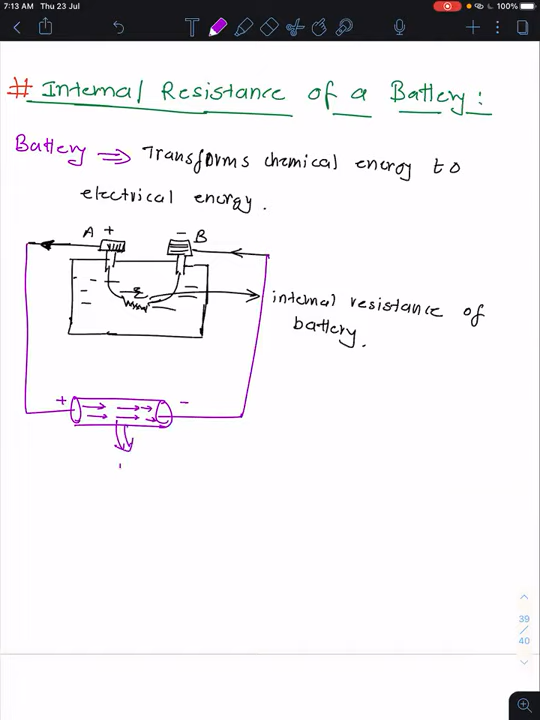 7:13 AM Thu 23 Jul
100%
# Internal Resistance of a Battery:
Battery ⇒ Transforms chemical energy to
electrical energy.
A + − B
internal resistance of
battery.
+ −
39
/
40